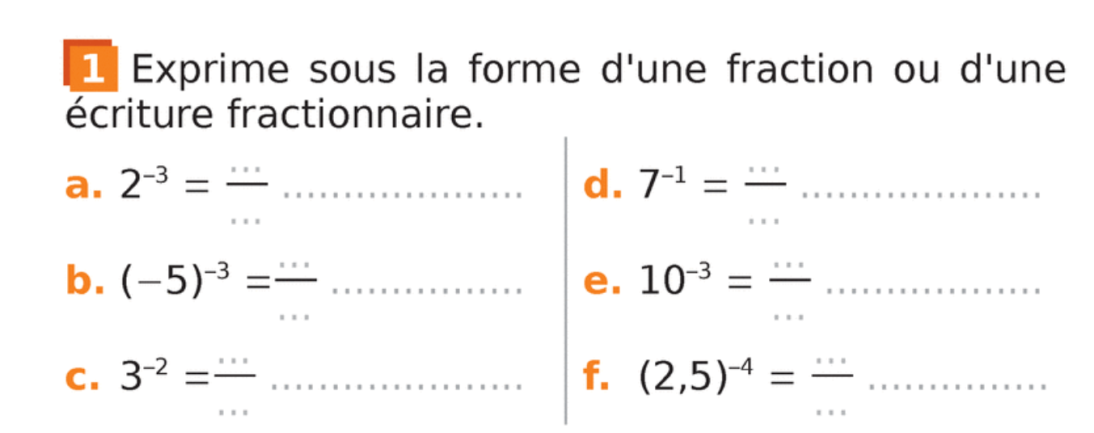 1 Exprime sous la forme d'une fraction ou d'une
écriture fractionnaire.
a. 2⁻³ = .../... ....................
b. (−5)⁻³ = .../... ................
c. 3⁻² = .../... .....................
d. 7⁻¹ = .../... ....................
e. 10⁻³ = .../... ..................
f. (2,5)⁻⁴ = .../... ...............